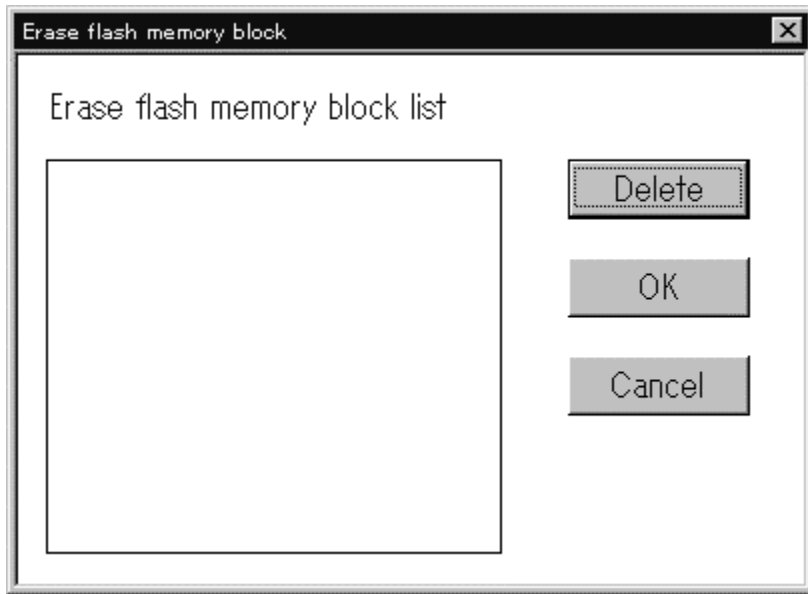 Erase flash memory block
Erase flash memory block list
Delete
OK
Cancel